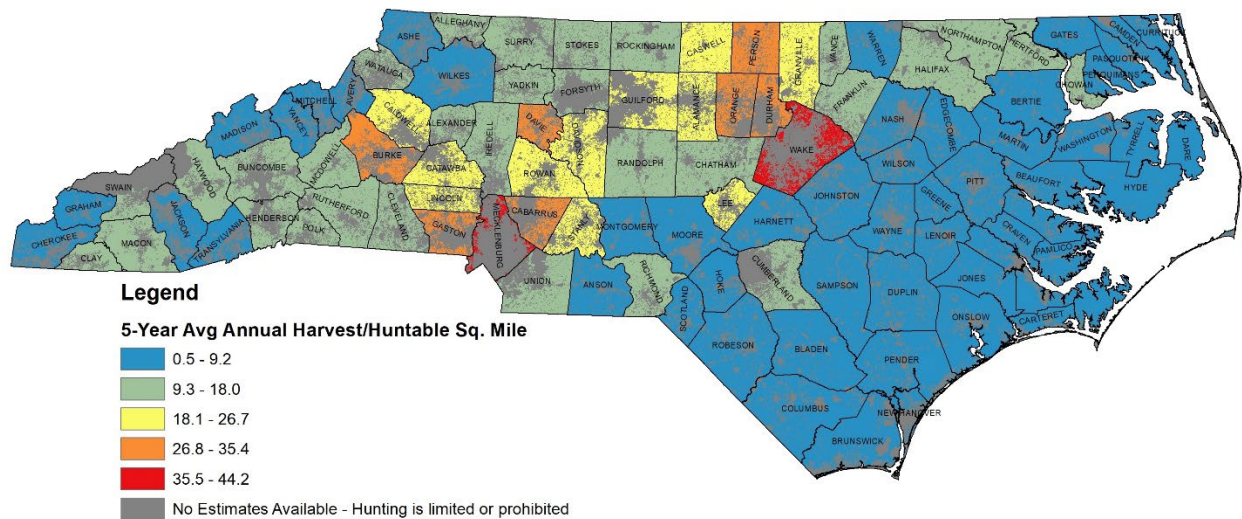 ALLEGHANY
ASHE
SURRY
STOKES
ROCKINGHAM
CASWELL
PERSON
GRANVILLE
VANCE
WARREN
NORTHAMPTON
HERTFORD
GATES
CAMDEN
CURRITUCK
PASQUOTANK
PERQUIMANS
CHOWAN
HALIFAX
WATAUGA
WILKES
YADKIN
FORSYTH
GUILFORD
ALAMANCE
ORANGE
DURHAM
FRANKLIN
BERTIE
AVERY
MITCHELL
YANCEY
MADISON
CALDWELL
ALEXANDER
IREDELL
DAVIE
RANDOLPH
CHATHAM
WAKE
NASH
EDGECOMBE
MARTIN
WASHINGTON
TYRRELL
DARE
BURKE
CATAWBA
ROWAN
WILSON
PITT
BEAUFORT
HYDE
SWAIN
HAYWOOD
BUNCOMBE
MCDOWELL
LINCOLN
LEE
JOHNSTON
GREENE
GRAHAM
JACKSON
HENDERSON
RUTHERFORD
POLK
CLEVELAND
GASTON
MECKLENBURG
CABARRUS
MONTGOMERY
MOORE
HARNETT
WAYNE
LENOIR
CRAVEN
PAMLICO
CHEROKEE
CLAY
MACON
TRANSYLVANIA
UNION
ANSON
RICHMOND
SCOTLAND
HOKE
CUMBERLAND
SAMPSON
DUPLIN
JONES
ONSLOW
CARTERET
ROBESON
BLADEN
PENDER
COLUMBUS
NEW HANOVER
BRUNSWICK
Legend
5-Year Avg Annual Harvest/Huntable Sq. Mile
0.5 - 9.2
9.3 - 18.0
18.1 - 26.7
26.8 - 35.4
35.5 - 44.2
No Estimates Available - Hunting is limited or prohibited